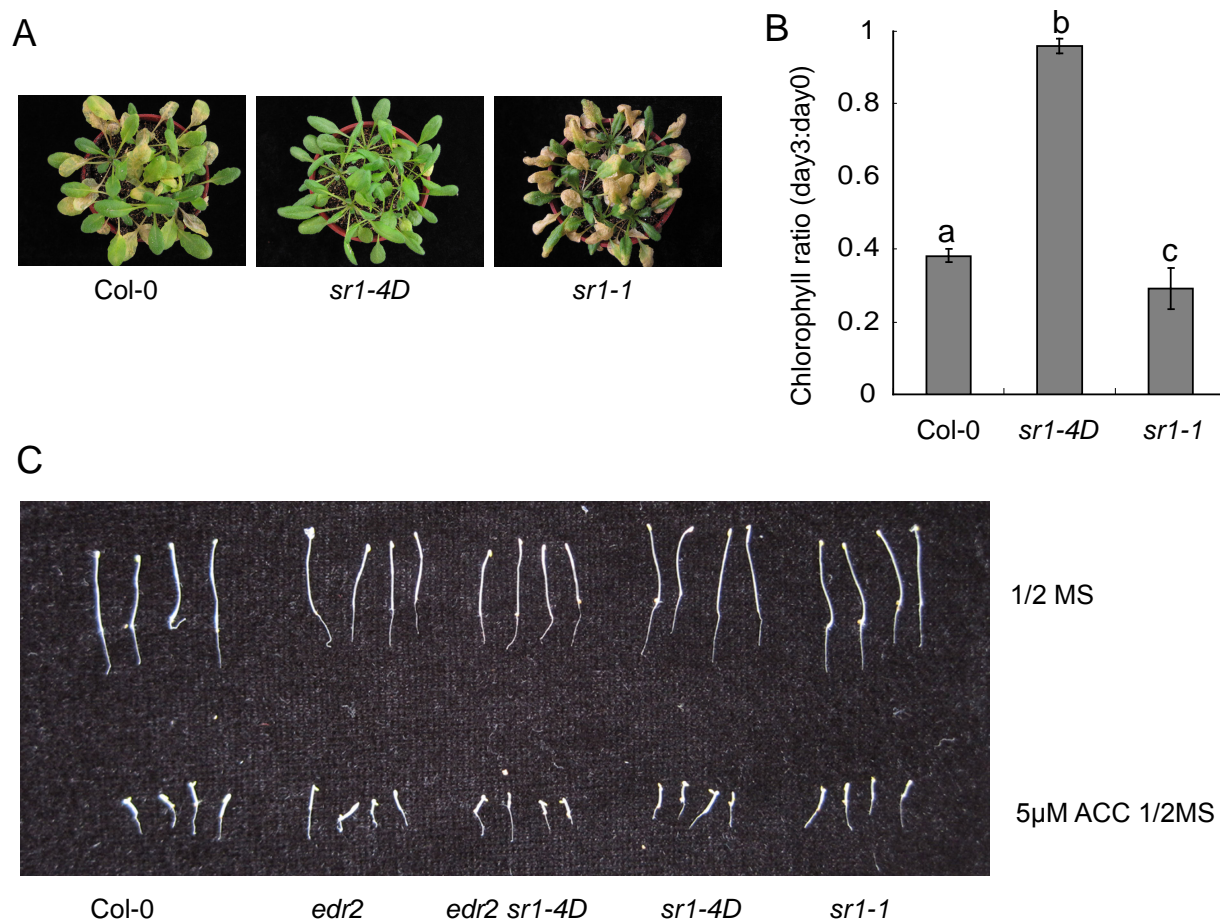 A
Col-0
sr1-4D
sr1-1
B
Chlorophyll ratio (day3:day0)
1
0.8
0.6
0.4
0.2
0
a
b
c
Col-0
sr1-4D
sr1-1
C
1/2 MS
5µM ACC 1/2MS
Col-0
edr2
edr2 sr1-4D
sr1-4D
sr1-1